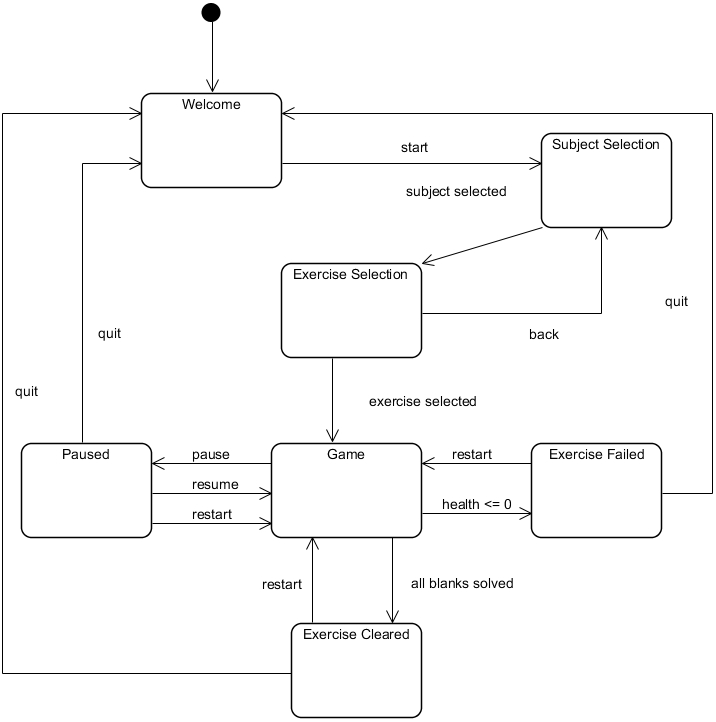 Welcome
start
Subject Selection
subject selected
Exercise Selection
quit
back
quit
quit
exercise selected
Paused
pause
Game
restart
Exercise Failed
resume
health <= 0
restart
restart
all blanks solved
Exercise Cleared